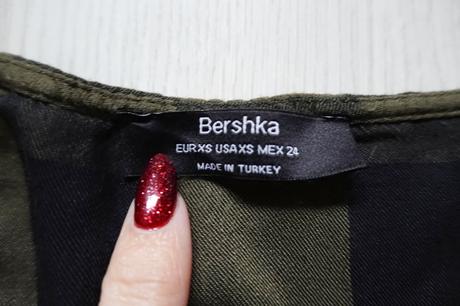 Bershka
EUR XS USA XS MEX 24
MADE IN TURKEY